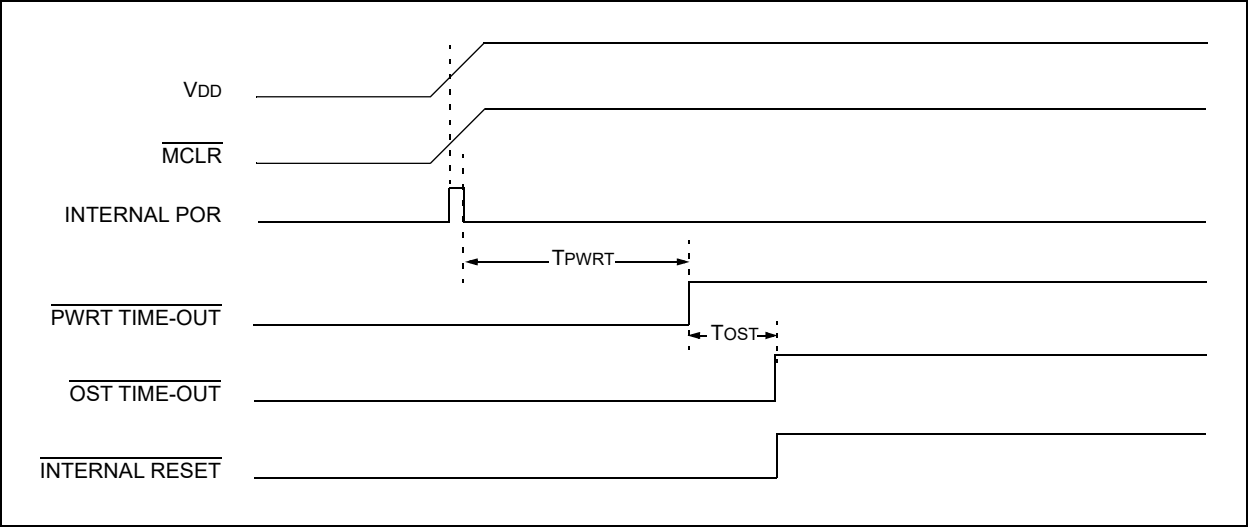 VDD
MCLR
INTERNAL POR
TPWRT
PWRT TIME-OUT
TOST
OST TIME-OUT
INTERNAL RESET